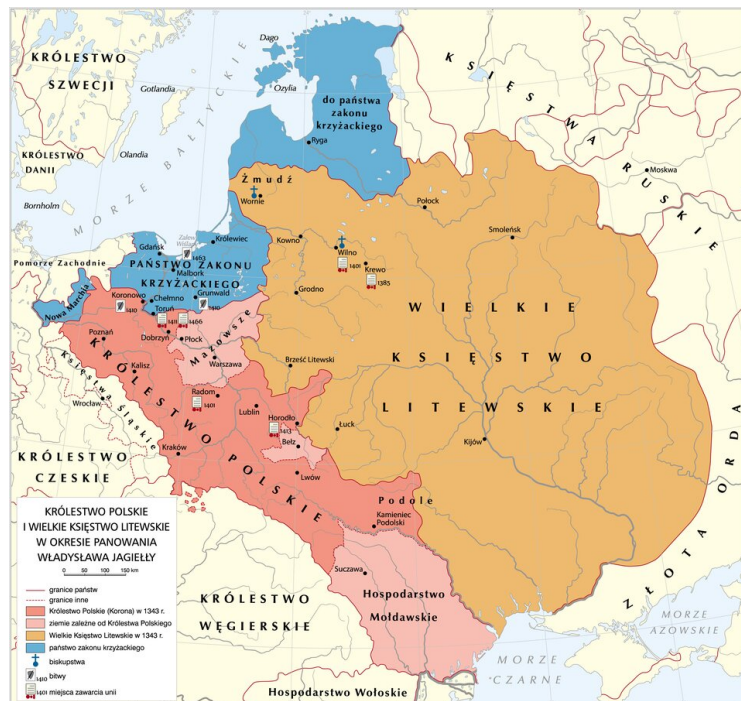 KRÓLESTWO
SZWECJI
Gotlandia
Dago
Ozylia
do państwa
zakonu
krzyżackiego
Ryga
KSIĘSTWA RUSKIE
Moskwa
KRÓLESTWO
DANII
Olandia
Bornholm
MORZE BAŁTYCKIE
Żmudź
Wornie
Połock
Smoleńsk
Kowno
Wilno
1401
Krewo
1385
Grodno
Zalew
Wiślany
1463
Królewiec
Gdańsk
PAŃSTWO ZAKONU
Malbork
KRZYŻACKIEGO
Pomorze Zachodnie
Nowa Marchia
Koronowo
1410
Chełmno
Grunwald
1410
Toruń
1411
1466
Dobrzyń
Płock
Mazowsze
Warszawa
Poznań
Kalisz
Księstwa Śląskie
Wrocław
KRÓLESTWO POLSKIE
Radom
1401
Lublin
Horodło
1413
Bełz
Brześć Litewski
Łuck
Kijów
WIELKIE
KSIĘSTWO
LITEWSKIE
Kraków
Lwów
Podole
Kamieniec
Podolski
KRÓLESTWO
CZESKIE
Suczawa
Hospodarstwo
Mołdawskie
KRÓLESTWO
WĘGIERSKIE
Hospodarstwo Wołoskie
ZŁOTA ORDA
MORZE
AZOWSKIE
MORZE
CZARNE
KRÓLESTWO POLSKIE
I WIELKIE KSIĘSTWO LITEWSKIE
W OKRESIE PANOWANIA
WŁADYSŁAWA JAGIEŁŁY
0 50 100 150 km
granice państw
granice inne
Królestwo Polskie (Korona) w 1343 r.
ziemie zależne od Królestwa Polskiego
Wielkie Księstwo Litewskie w 1343 r.
państwo zakonu krzyżackiego
biskupstwa
1410 bitwy
1401 miejsca zawarcia unii